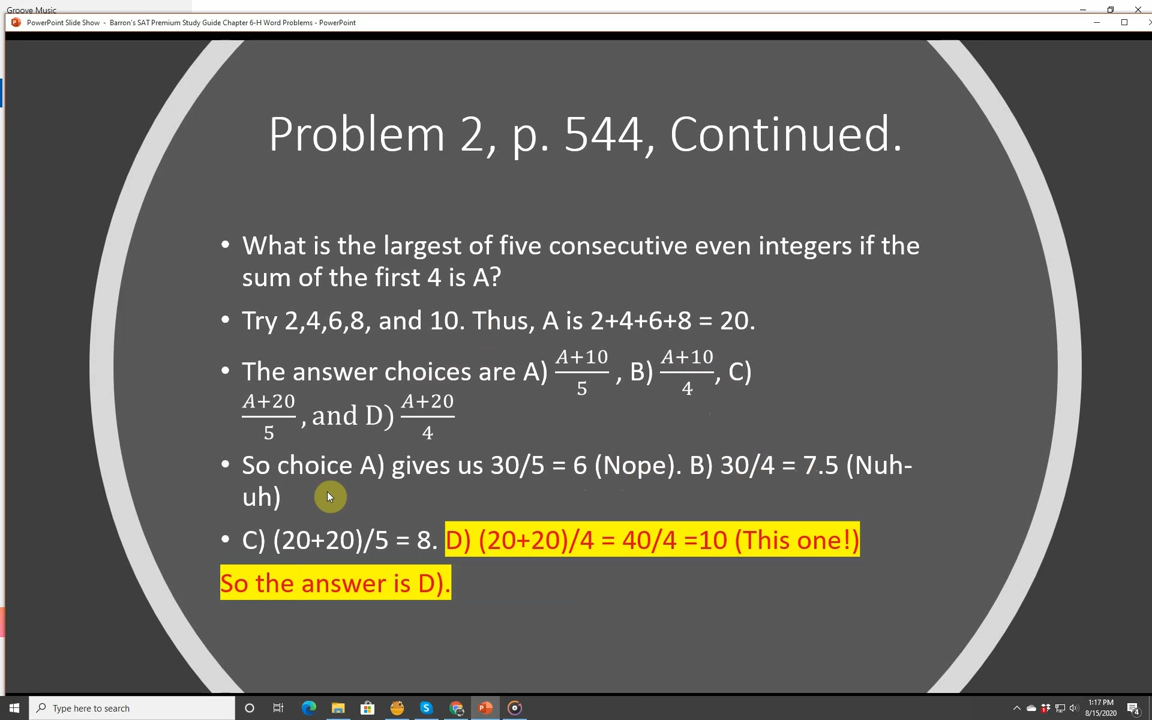 Groove Music
PowerPoint Slide Show - Barron's SAT Premium Study Guide Chapter 6-H Word Problems - PowerPoint
Problem 2, p. 544, Continued.
• What is the largest of five consecutive even integers if the
sum of the first 4 is A?
• Try 2,4,6,8, and 10. Thus, A is 2+4+6+8 = 20.
• The answer choices are A) A+10/5 , B) A+10/4, C)
A+20/5 , and D) A+20/4
• So choice A) gives us 30/5 = 6 (Nope). B) 30/4 = 7.5 (Nuh-
uh)
• C) (20+20)/5 = 8. D) (20+20)/4 = 40/4 =10 (This one!)
So the answer is D).
Type here to search
1:17 PM
8/15/2020
4